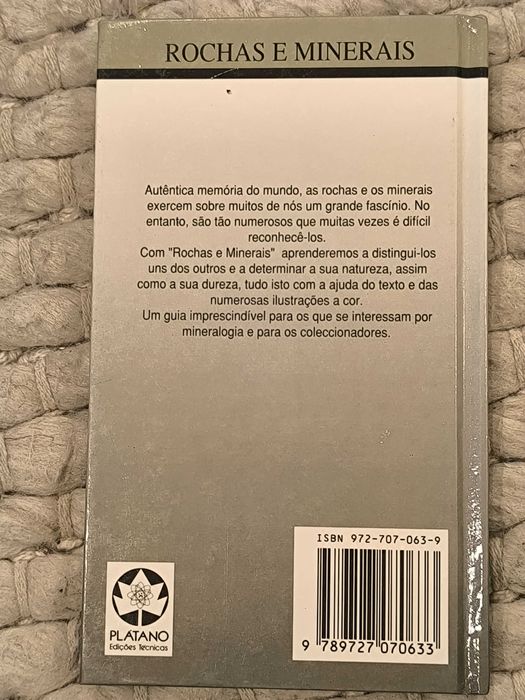 ROCHAS E MINERAIS
Autêntica memória do mundo, as rochas e os minerais
exercem sobre muitos de nós um grande fascínio. No
entanto, são tão numerosos que muitas vezes é difícil
reconhecê-los.
Com "Rochas e Minerais" aprenderemos a distingui-los
uns dos outros e a determinar a sua natureza, assim
como a sua dureza, tudo isto com a ajuda do texto e das
numerosas ilustrações a cor.
Um guia imprescindível para os que se interessam por
mineralogia e para os coleccionadores.
PLÁTANO
Edições Técnicas
ISBN 972-707-063-9
9 789727 070633